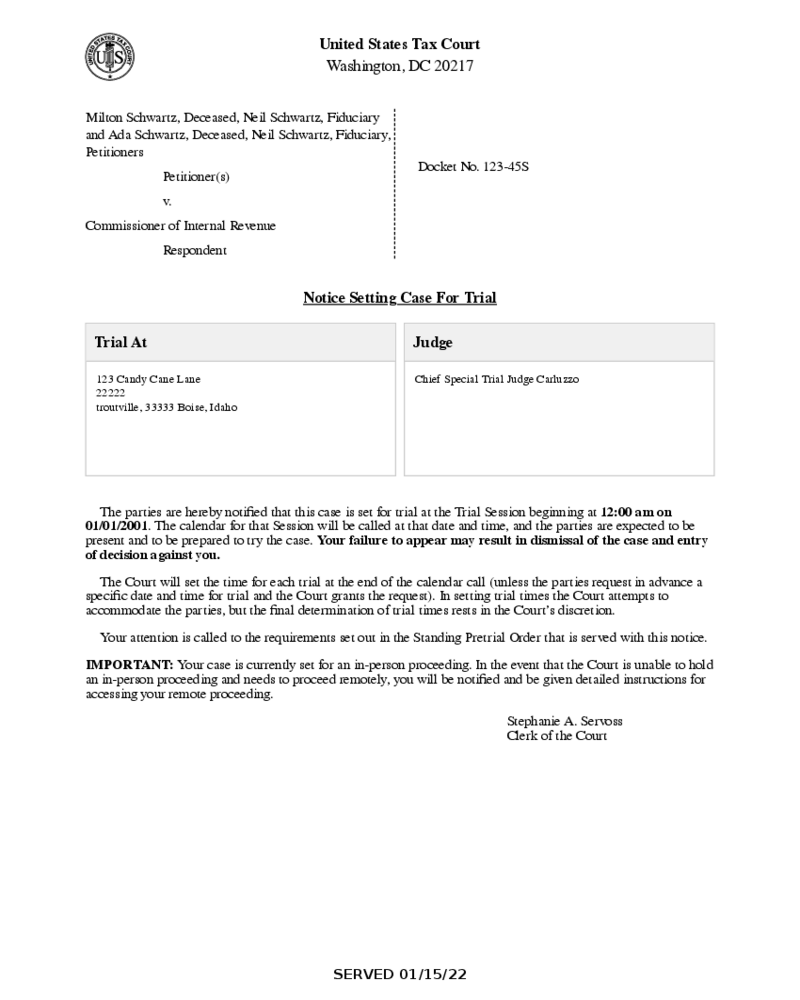 UNITED STATES TAX COURT
US
United States Tax Court
Washington, DC 20217
Milton Schwartz, Deceased, Neil Schwartz, Fiduciary
and Ada Schwartz, Deceased, Neil Schwartz, Fiduciary,
Petitioners
Petitioner(s)
v.
Commissioner of Internal Revenue
Respondent
Docket No. 123-45S
Notice Setting Case For Trial
Trial At
123 Candy Cane Lane
22222
troutville, 33333 Boise, Idaho
Judge
Chief Special Trial Judge Carluzzo
The parties are hereby notified that this case is set for trial at the Trial Session beginning at 12:00 am on
01/01/2001. The calendar for that Session will be called at that date and time, and the parties are expected to be
present and to be prepared to try the case. Your failure to appear may result in dismissal of the case and entry
of decision against you.
The Court will set the time for each trial at the end of the calendar call (unless the parties request in advance a
specific date and time for trial and the Court grants the request). In setting trial times the Court attempts to
accommodate the parties, but the final determination of trial times rests in the Court's discretion.
Your attention is called to the requirements set out in the Standing Pretrial Order that is served with this notice.
IMPORTANT: Your case is currently set for an in-person proceeding. In the event that the Court is unable to hold
an in-person proceeding and needs to proceed remotely, you will be notified and be given detailed instructions for
accessing your remote proceeding.
Stephanie A. Servoss
Clerk of the Court
SERVED 01/15/22